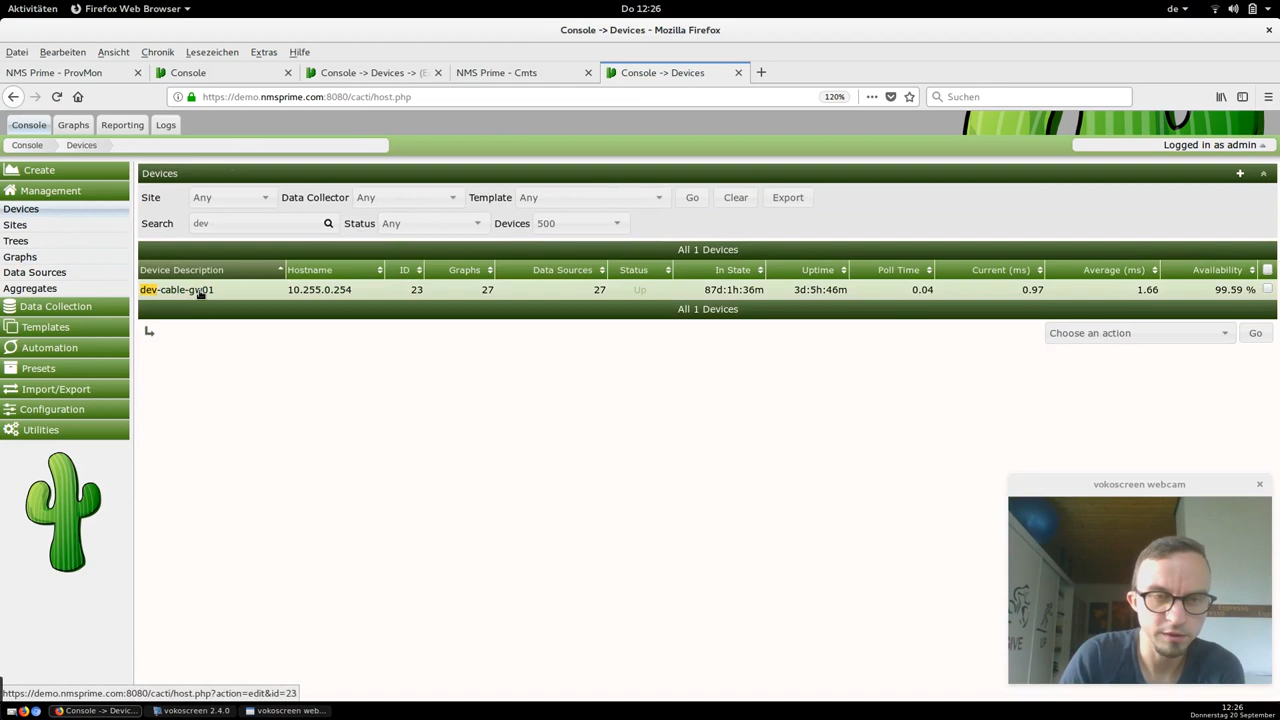 Aktivitäten Firefox Web Browser Do 12:26 de
Console -> Devices - Mozilla Firefox
Datei Bearbeiten Ansicht Chronik Lesezeichen Extras Hilfe
NMS Prime - ProvMon Console Console -> Devices -> (E NMS Prime - Cmts Console -> Devices
https://demo.nmsprime.com:8080/cacti/host.php 120% Suchen
Console Graphs Reporting Logs
Console Devices Logged in as admin
Create
Management
Devices
Sites
Trees
Graphs
Data Sources
Aggregates
Data Collection
Templates
Automation
Presets
Import/Export
Configuration
Utilities
Devices
Site Any Data Collector Any Template Any Go Clear Export
Search dev Status Any Devices 500
All 1 Devices
Device Description Hostname ID Graphs Data Sources Status In State Uptime Poll Time Current (ms) Average (ms) Availability
dev-cable-gw01 10.255.0.254 23 27 27 Up 87d:1h:36m 3d:5h:46m 0.04 0.97 1.66 99.59 %
All 1 Devices
Choose an action Go
vokoscreen webcam
GIVE
UP
Espresso
https://demo.nmsprime.com:8080/cacti/host.php?action=edit&id=23
Console -> Devic... vokoscreen 2.4.0 vokoscreen web...
12:26
Donnerstag 20 September